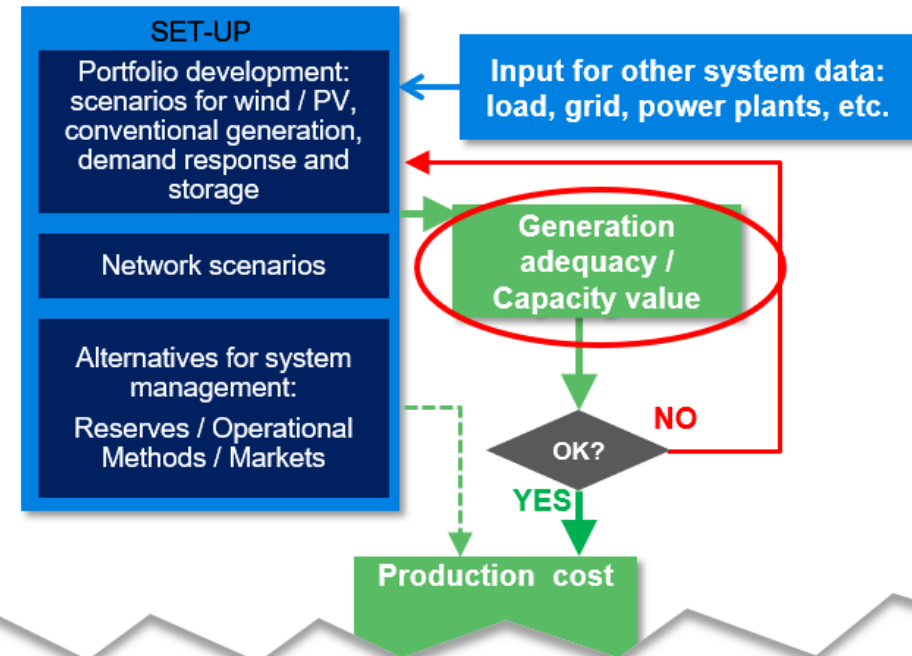 SET-UP
Portfolio development:
scenarios for wind / PV,
conventional generation,
demand response and
storage
Network scenarios
Alternatives for system
management:
Reserves / Operational
Methods / Markets
Input for other system data:
load, grid, power plants, etc.
Generation
adequacy /
Capacity value
OK?
NO
YES
Production cost